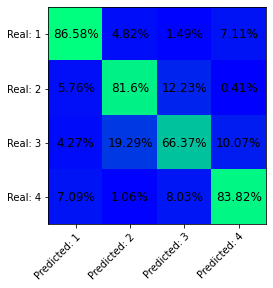 Real: 1 86.58% 4.82% 1.49% 7.11%
Real: 2 5.76% 81.6% 12.23% 0.41%
Real: 3 4.27% 19.29% 66.37% 10.07%
Real: 4 7.09% 1.06% 8.03% 83.82%
Predicted: 1 Predicted: 2 Predicted: 3 Predicted: 4